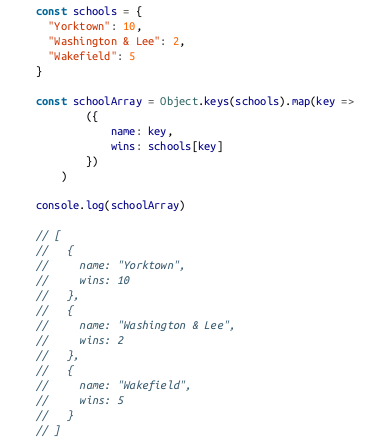 const schools = {
  "Yorktown": 10,
  "Washington & Lee": 2,
  "Wakefield": 5
}

const schoolArray = Object.keys(schools).map(key =>
        ({
            name: key,
            wins: schools[key]
        })
    )

console.log(schoolArray)

// [
//   {
//     name: "Yorktown",
//     wins: 10
//   },
//   {
//     name: "Washington & Lee",
//     wins: 2
//   },
//   {
//     name: "Wakefield",
//     wins: 5
//   }
// ]